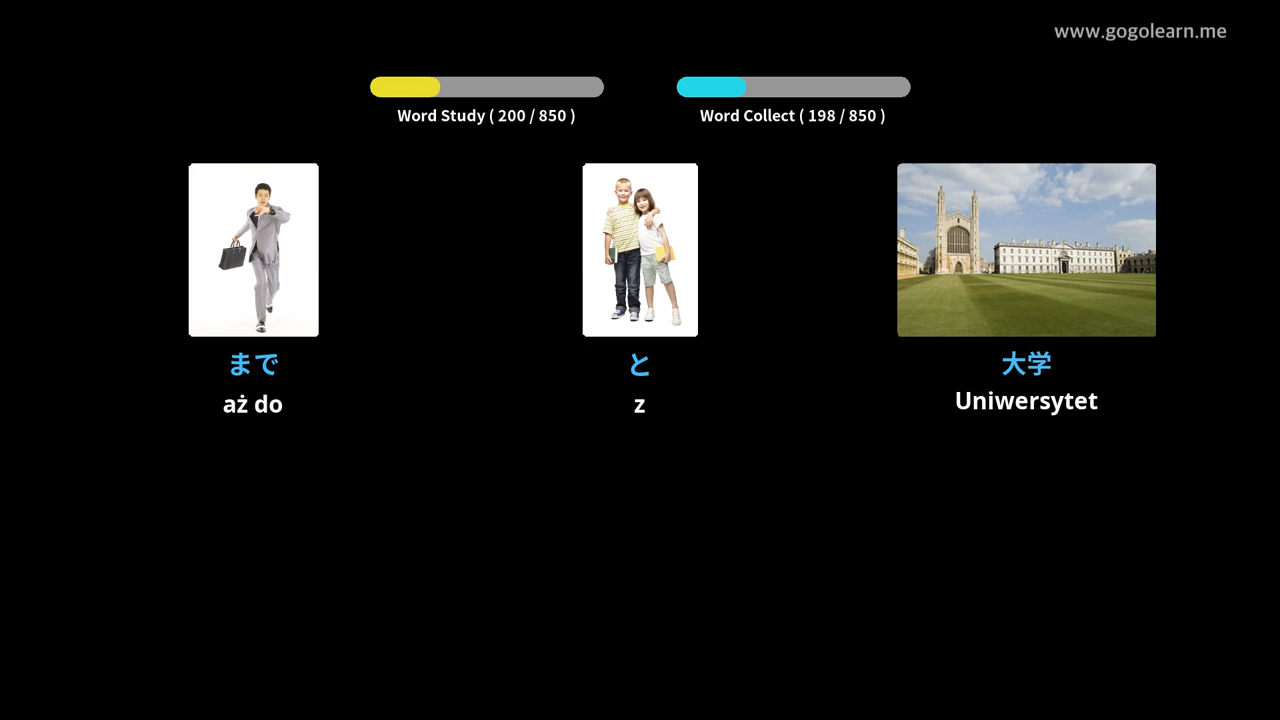 www.gogolearn.me
Word Study ( 200 / 850 )
Word Collect ( 198 / 850 )
まで
と
大学
aż do
z
Uniwersytet